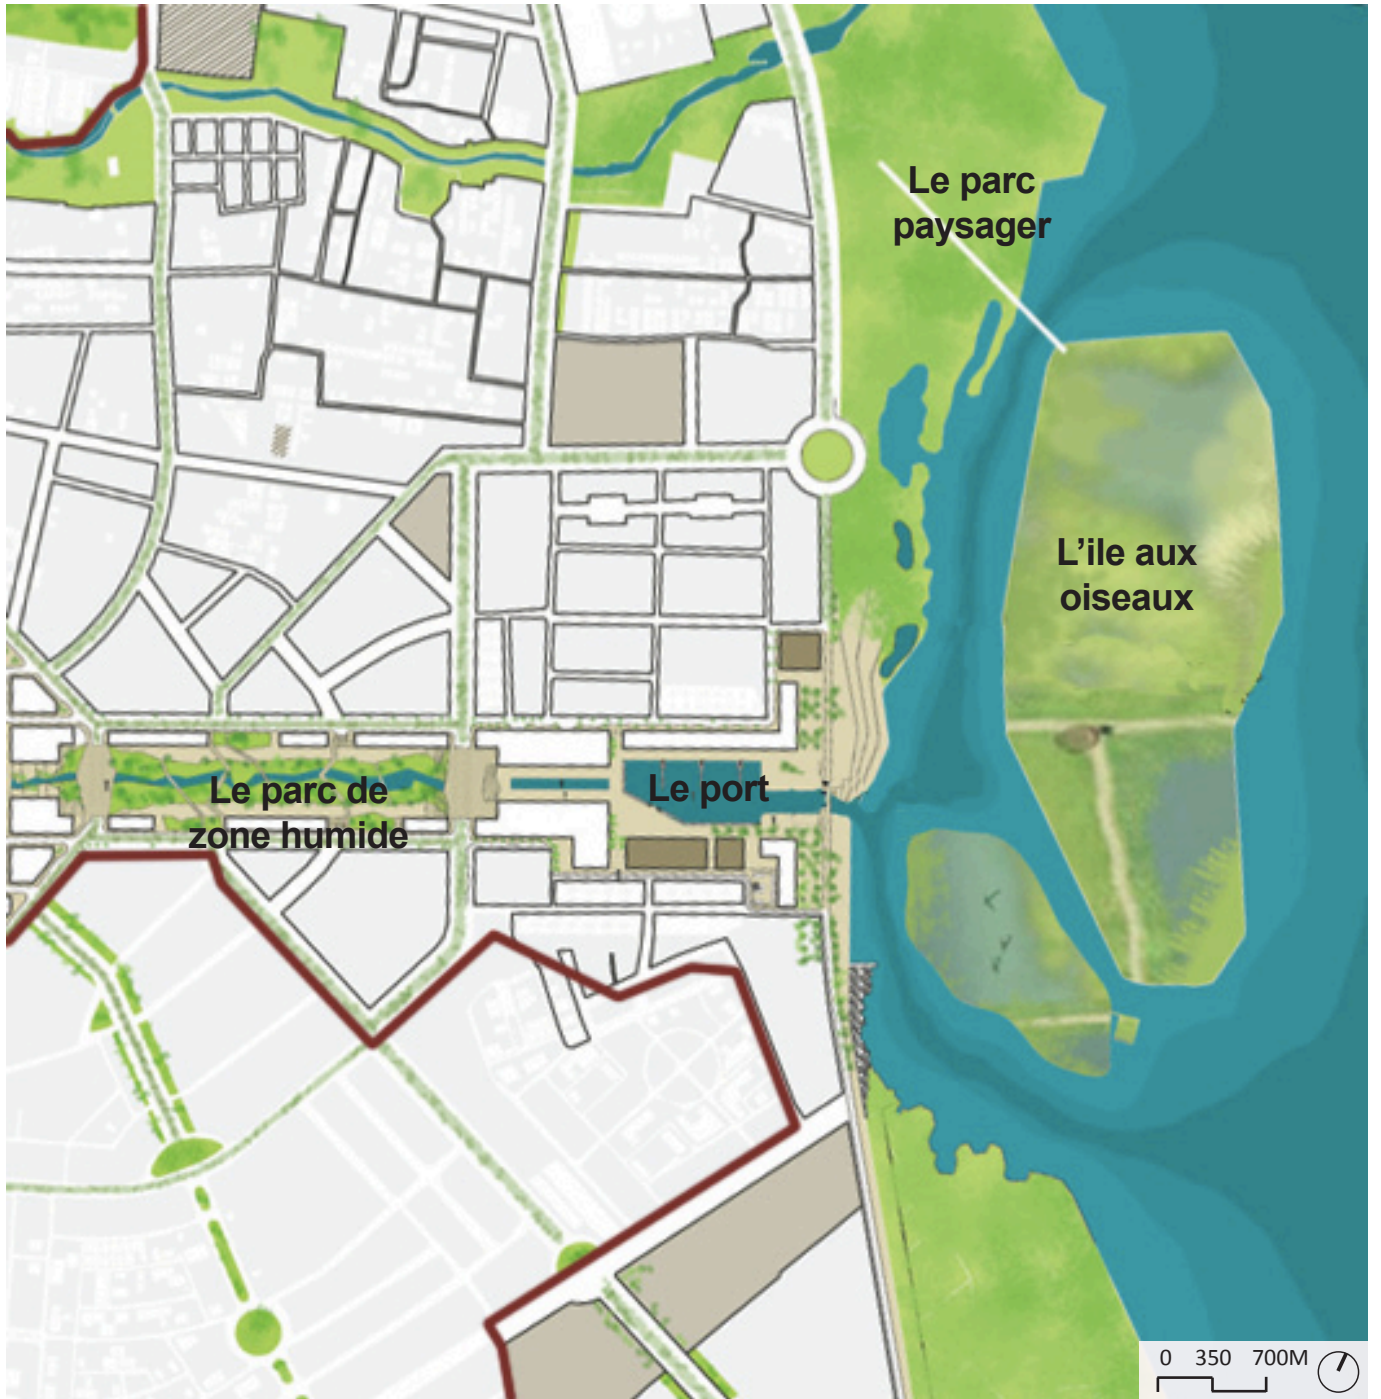 Le parc
paysager
L'ile aux
oiseaux
Le parc de
zone humide
Le port
0 350 700M